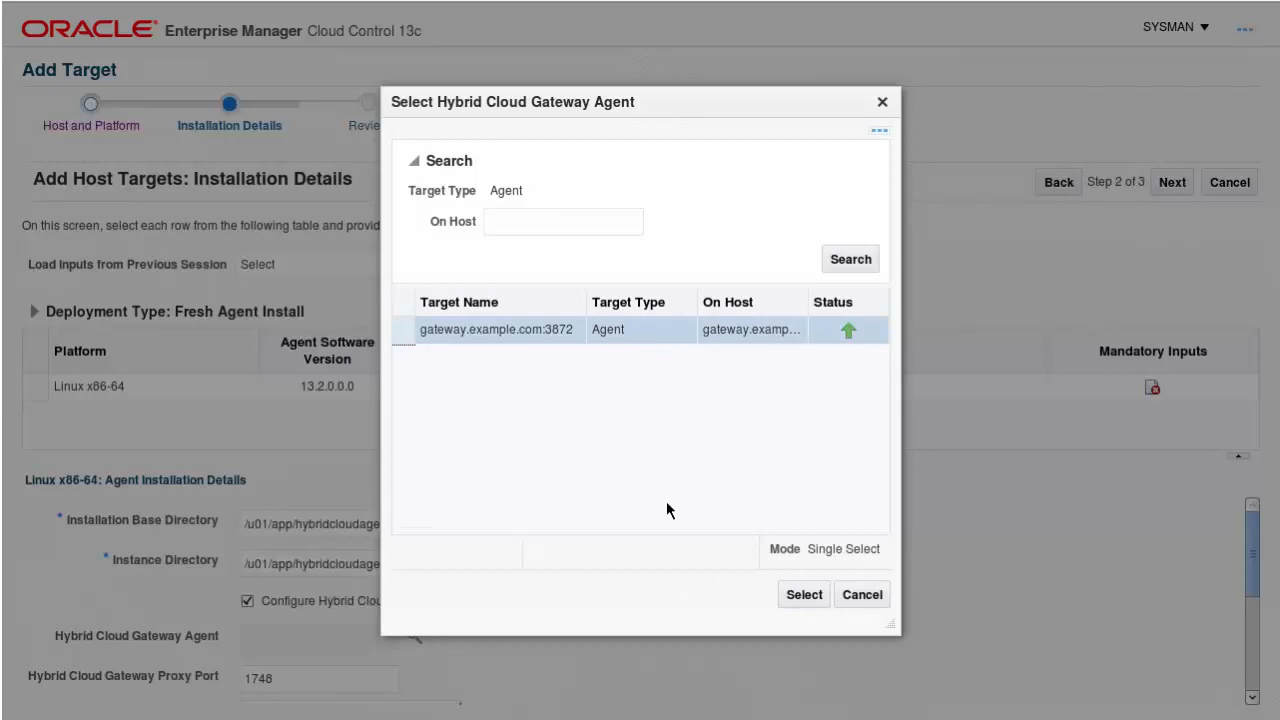 ORACLE Enterprise Manager Cloud Control 13c
SYSMAN
Add Target
Host and Platform
Installation Details
Revie
Add Host Targets: Installation Details
Back
Step 2 of 3
Next
Cancel
On this screen, select each row from the following table and provid
Load Inputs from Previous Session Select
Deployment Type: Fresh Agent Install
Platform
Agent Software
Version
Mandatory Inputs
Linux x86-64
13.2.0.0.0
Linux x86-64: Agent Installation Details
* Installation Base Directory /u01/app/hybridcloudage
* Instance Directory /u01/app/hybridcloudage
Configure Hybrid Clou
Hybrid Cloud Gateway Agent
Hybrid Cloud Gateway Proxy Port 1748
Select Hybrid Cloud Gateway Agent
Search
Target Type Agent
On Host
Search
Target Name Target Type On Host Status
gateway.example.com:3872 Agent gateway.examp...
Mode Single Select
Select Cancel